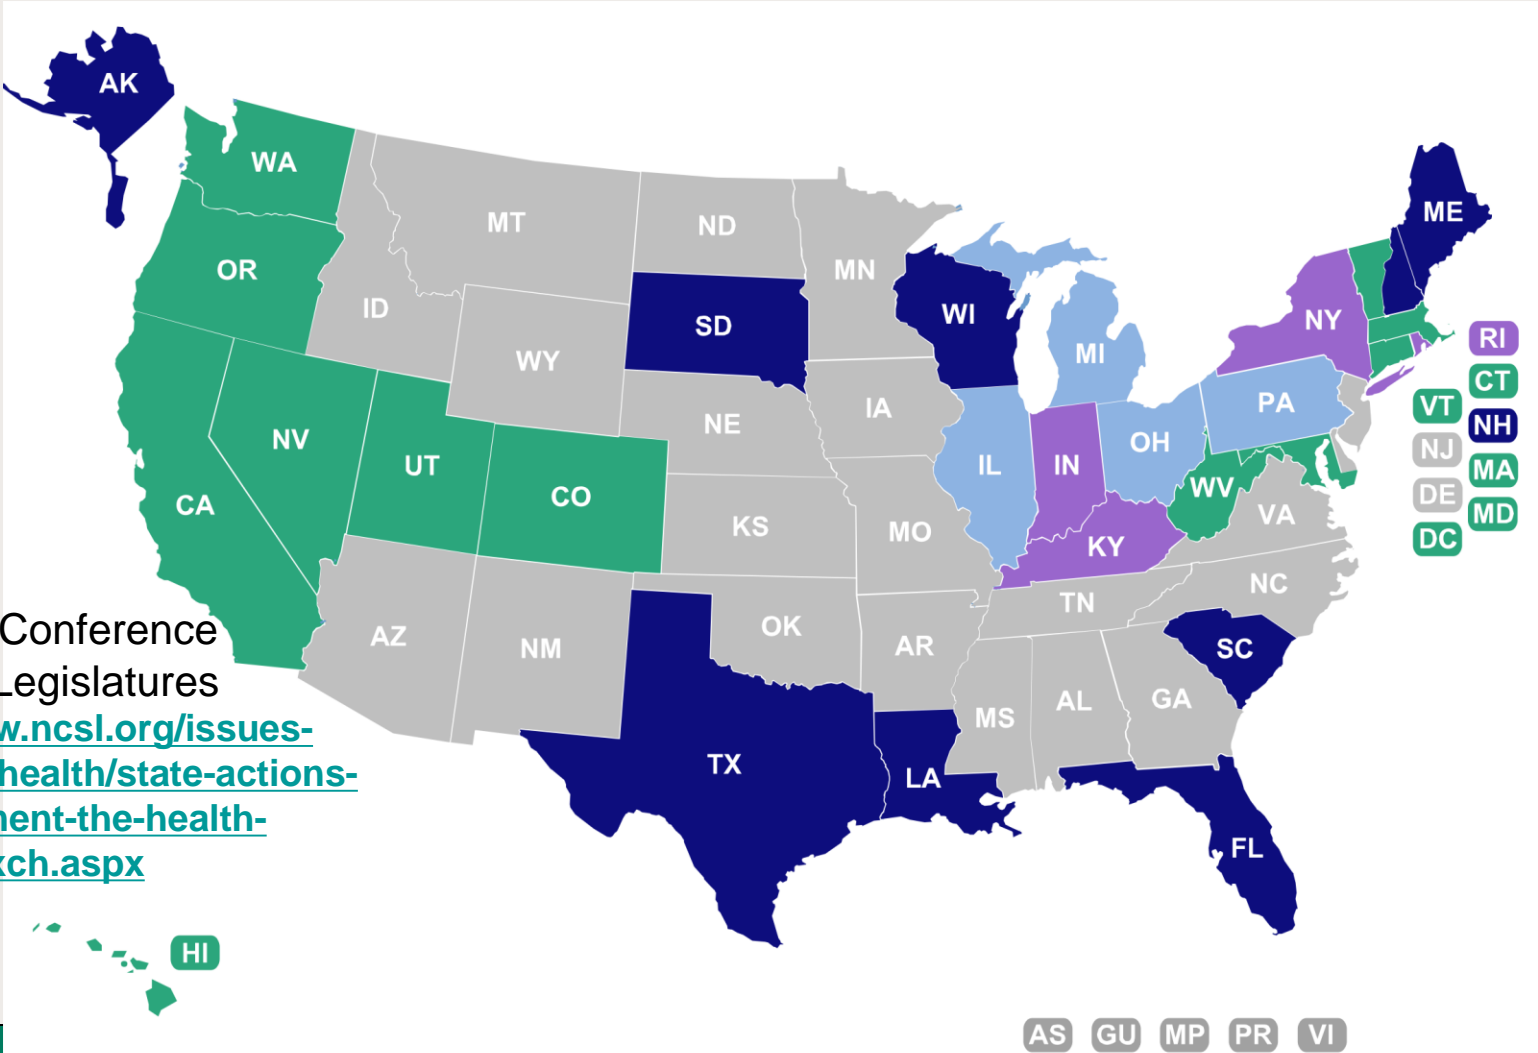 AK
WA
MT
ND
MN
ME
OR
ID
SD
WI
NY
WY
MI
RI
CT
VT
NH
NJ
MA
DE
MD
DC
IA
NE
PA
OH
NV
UT
CO
IL
IN
WV
CA
KS
MO
KY
VA
NC
TN
AZ
NM
OK
AR
SC
MS
AL
GA
TX
LA
FL
Conference
Legislatures
w.ncsl.org/issues-
health/state-actions-
ment-the-health-
xch.aspx
HI
AS GU MP PR VI